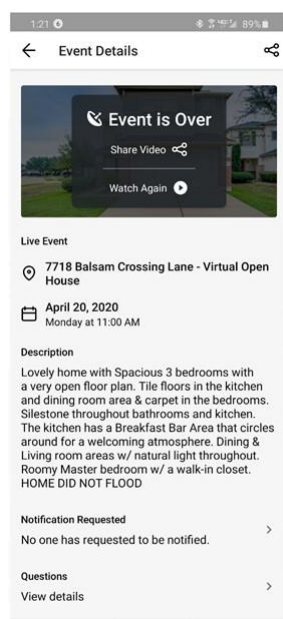 1:21
89%
Event Details
Event is Over
Share Video
Watch Again
Live Event
7718 Balsam Crossing Lane - Virtual Open
House
April 20, 2020
Monday at 11:00 AM
Description
Lovely home with Spacious 3 bedrooms with
a very open floor plan. Tile floors in the kitchen
and dining room area & carpet in the bedrooms.
Silestone throughout bathrooms and kitchen.
The kitchen has a Breakfast Bar Area that circles
around for a welcoming atmosphere. Dining &
Living room areas w/ natural light throughout.
Roomy Master bedroom w/ a walk-in closet.
HOME DID NOT FLOOD
Notification Requested
No one has requested to be notified.
Questions
View details